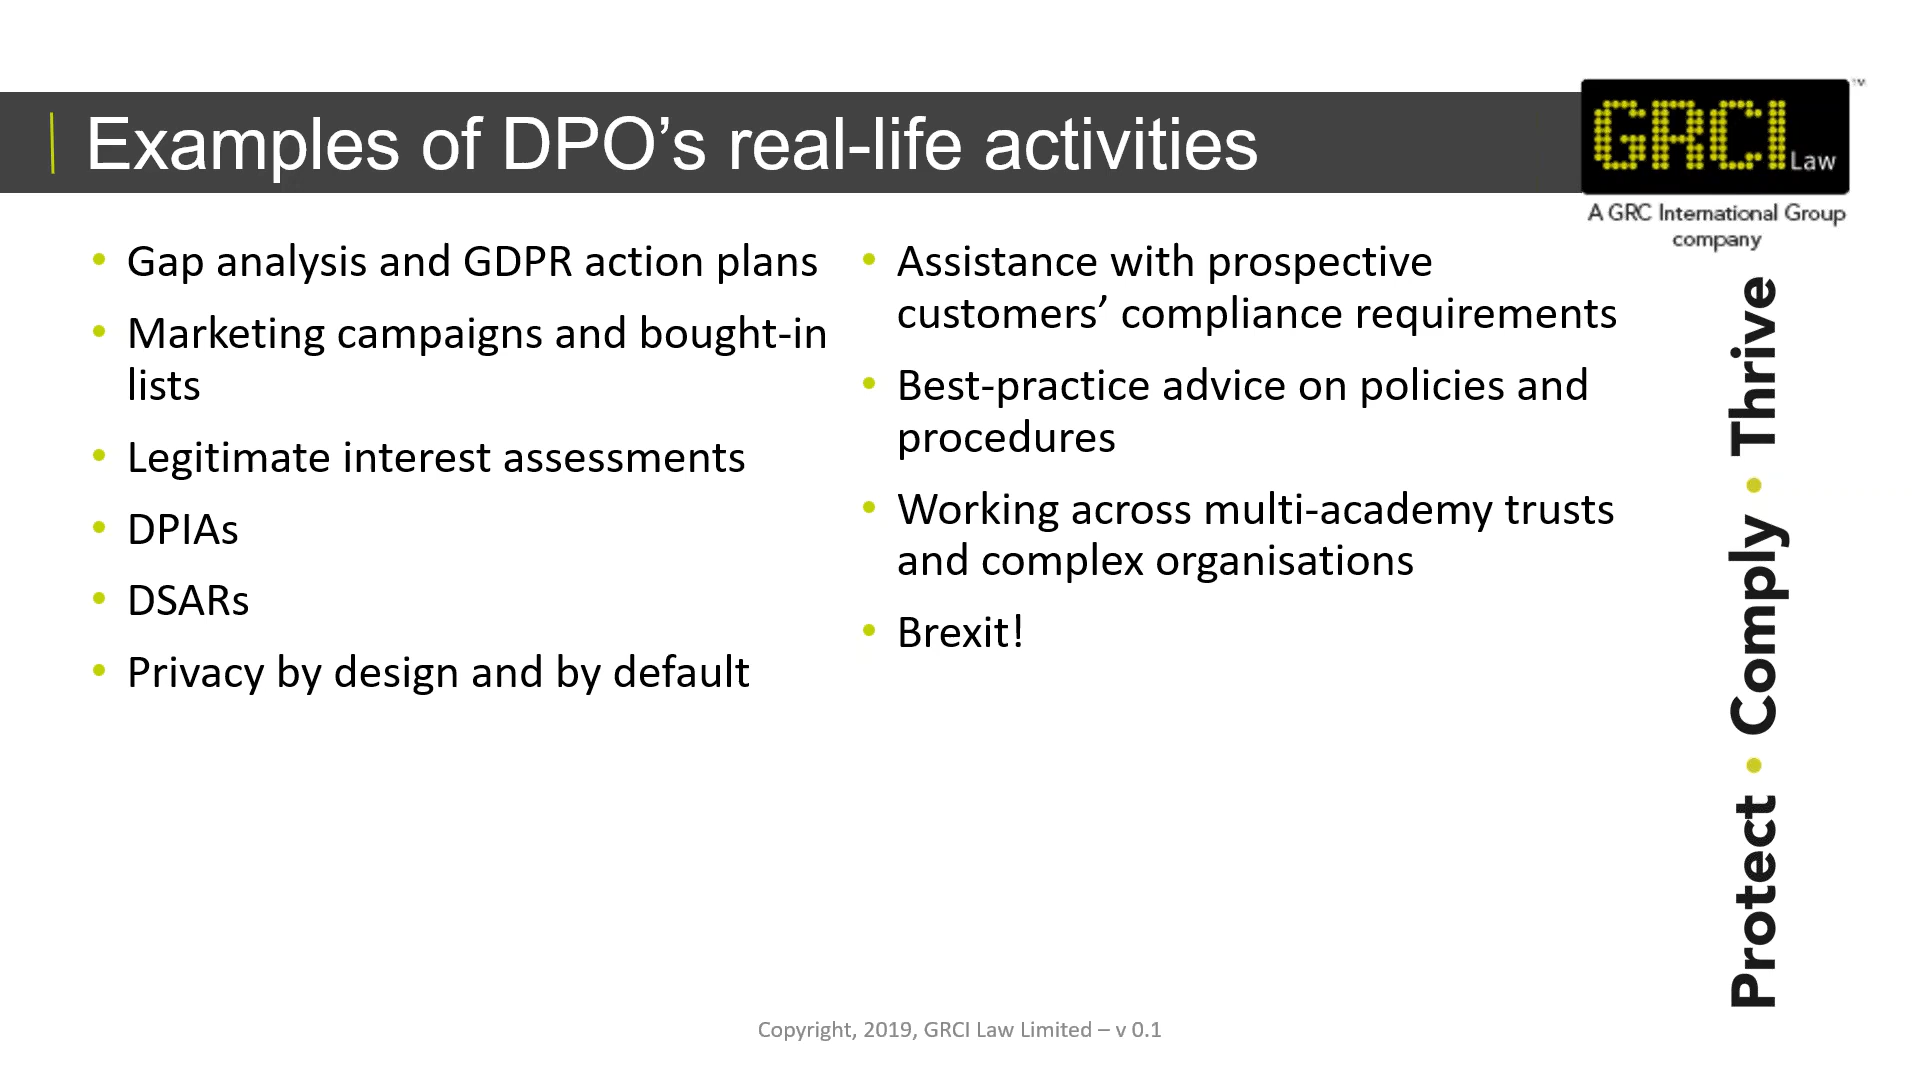 Examples of DPO’s real-life activities
GRCI Law
™
A GRC International Group
company
• Gap analysis and GDPR action plans
• Marketing campaigns and bought-in
lists
• Legitimate interest assessments
• DPIAs
• DSARs
• Privacy by design and by default
• Assistance with prospective
customers’ compliance requirements
• Best-practice advice on policies and
procedures
• Working across multi-academy trusts
and complex organisations
• Brexit!
Protect • Comply • Thrive
Copyright, 2019, GRCI Law Limited – v 0.1